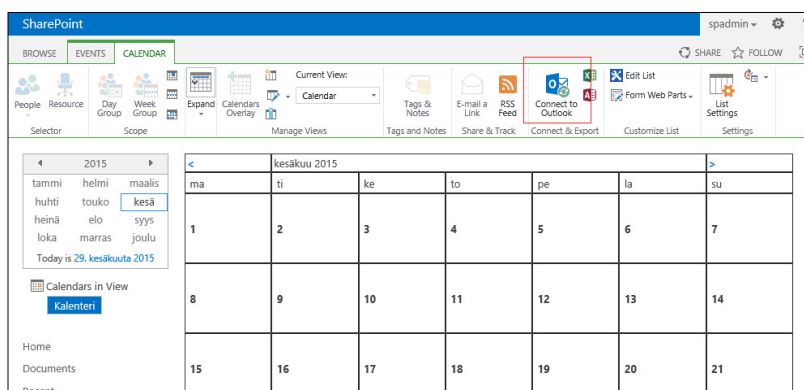 SharePoint
spadmin
BROWSE EVENTS CALENDAR
SHARE FOLLOW
People Resource
Day Group
Week Group
Expand
Calendars Overlay
Current View:
Calendar
Tags & Notes
E-mail a Link
RSS Feed
Connect to Outlook
Edit List
Form Web Parts
List Settings
Selector Scope Manage Views Tags and Notes Share & Track Connect & Export Customize List Settings
2015
tammi helmi maalis
huhti touko kesä
heinä elo syys
loka marras joulu
Today is 29. kesäkuuta 2015
Calendars in View
Kalenteri
Home
Documents
< kesäkuu 2015 >
ma ti ke to pe la su
1 2 3 4 5 6 7
8 9 10 11 12 13 14
15 16 17 18 19 20 21